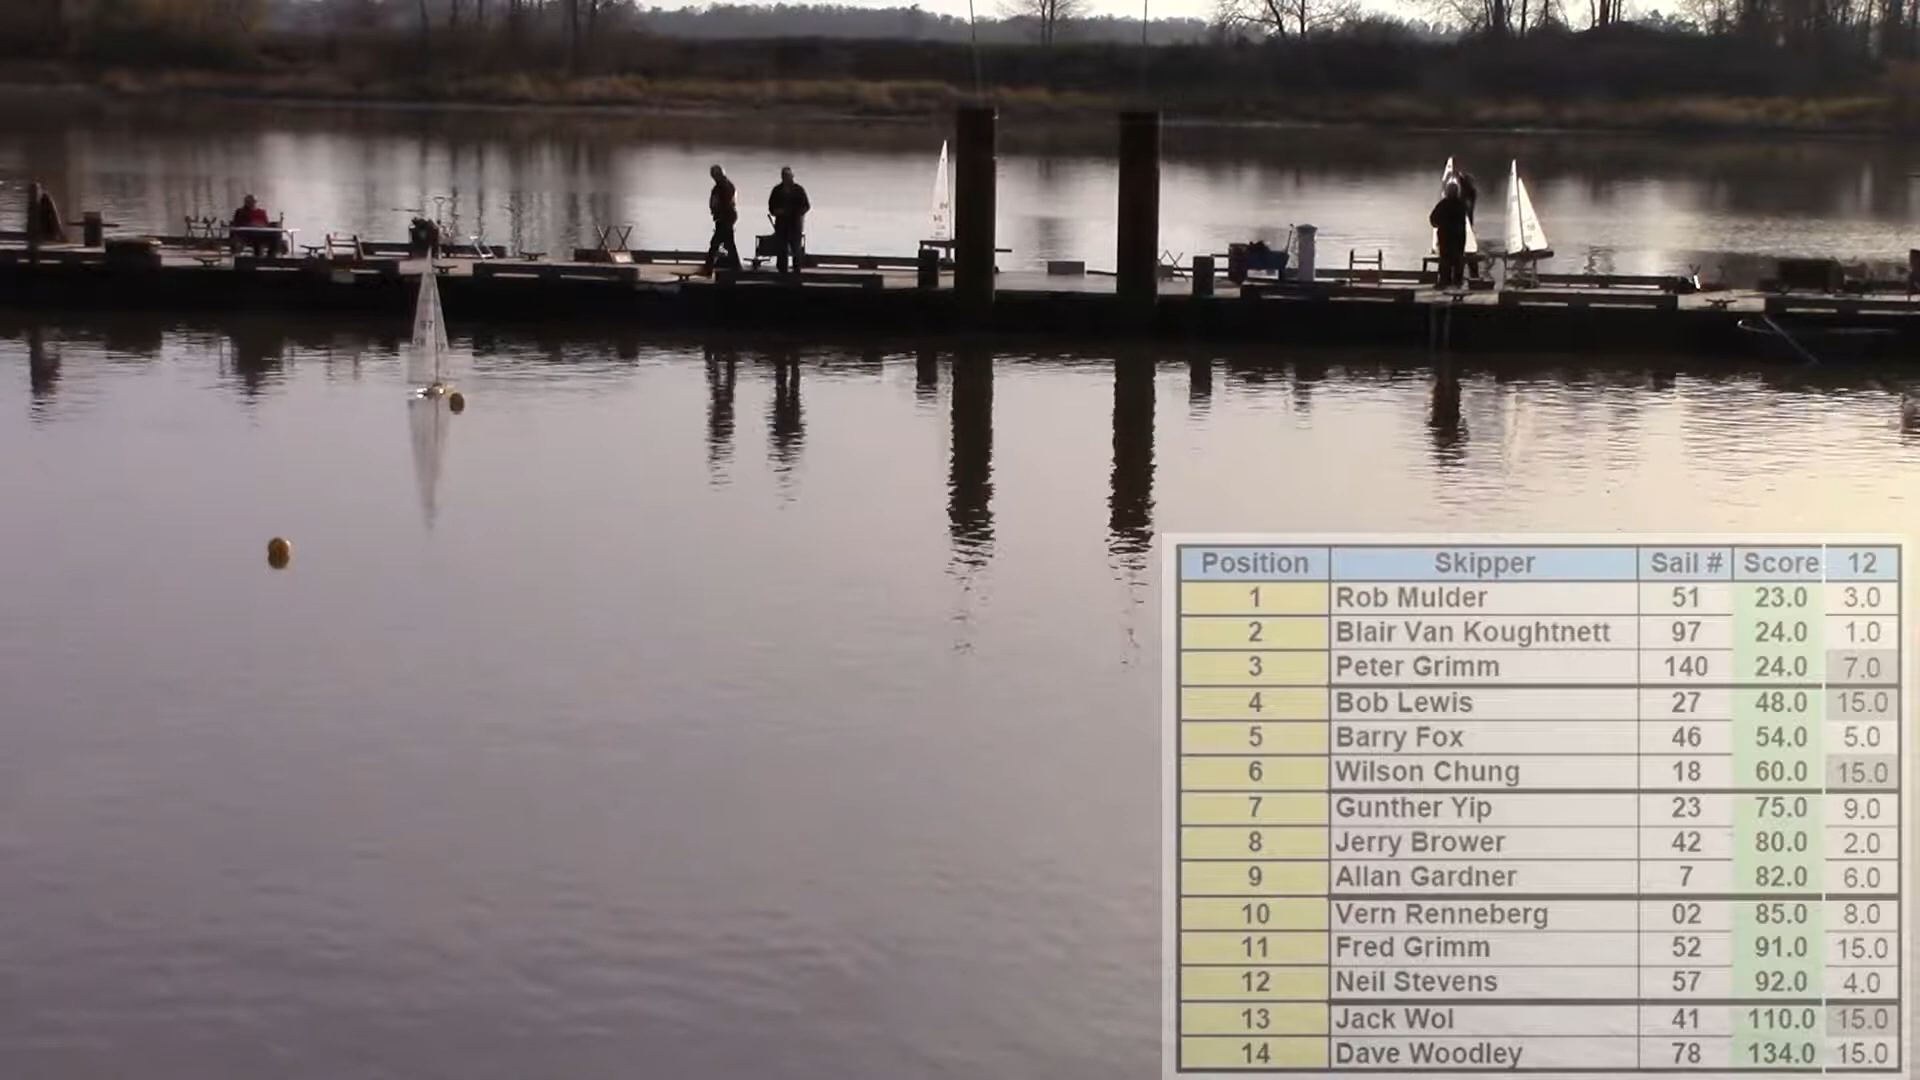 Position Skipper Sail # Score 12
1 Rob Mulder 51 23.0 3.0
2 Blair Van Koughtnett 97 24.0 1.0
3 Peter Grimm 140 24.0 7.0
4 Bob Lewis 27 48.0 15.0
5 Barry Fox 46 54.0 5.0
6 Wilson Chung 18 60.0 15.0
7 Gunther Yip 23 75.0 9.0
8 Jerry Brower 42 80.0 2.0
9 Allan Gardner 7 82.0 6.0
10 Vern Renneberg 02 85.0 8.0
11 Fred Grimm 52 91.0 15.0
12 Neil Stevens 57 92.0 4.0
13 Jack Wol 41 110.0 15.0
14 Dave Woodley 78 134.0 15.0